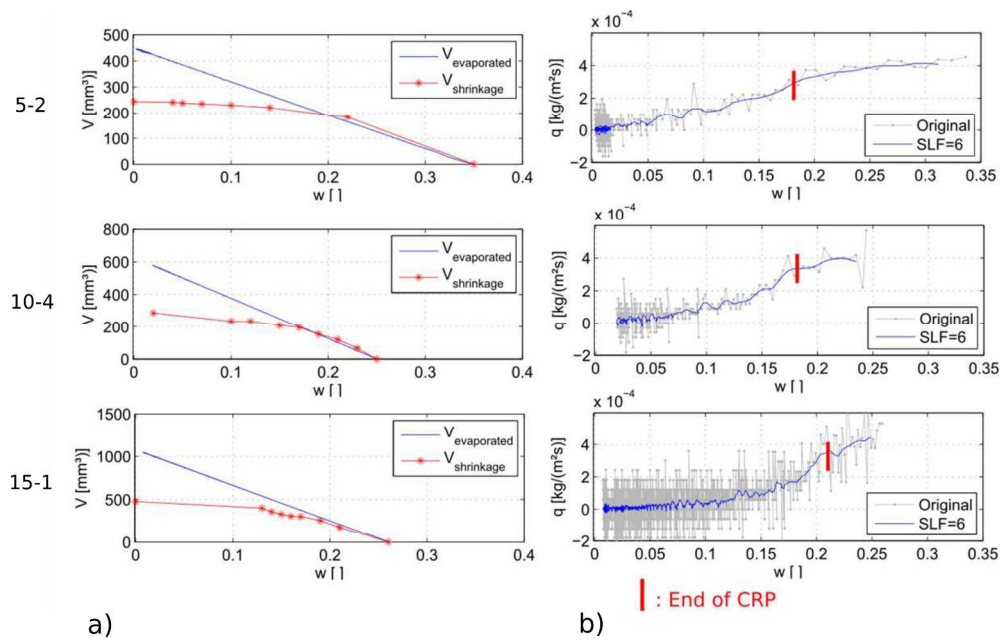 5-2
500
400
300
200
100
0
V [mm³]
0
0.1
0.2
0.3
0.4
w []
V evaporated
V shrinkage
x 10⁻⁴
4
2
0
−2
q [kg/(m²s)]
0
0.05
0.1
0.15
0.2
0.25
0.3
0.35
w []
Original
SLF=6
10-4
800
600
400
200
0
V [mm³]
0
0.1
0.2
0.3
0.4
w []
V evaporated
V shrinkage
x 10⁻⁴
4
2
0
−2
q [kg/(m²s)]
0
0.05
0.1
0.15
0.2
0.25
0.3
0.35
w []
Original
SLF=6
15-1
1500
1000
500
0
V [mm³]
0
0.1
0.2
0.3
0.4
w []
V evaporated
V shrinkage
x 10⁻⁴
4
2
0
−2
q [kg/(m²s)]
0
0.05
0.1
0.15
0.2
0.25
0.3
0.35
w []
Original
SLF=6
: End of CRP
a)
b)